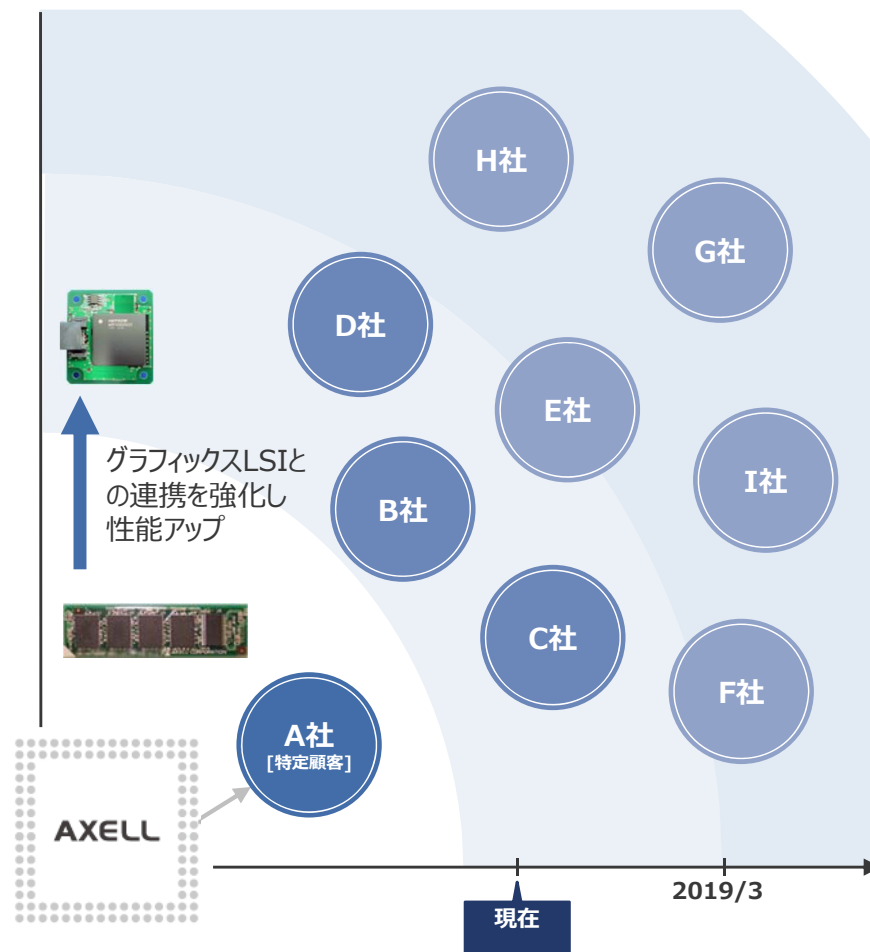 H社
G社
D社
E社
グラフィックスLSIと
の連携を強化し
性能アップ
I社
B社
C社
F社
A社
[特定顧客]
AXELL
2019/3
現在